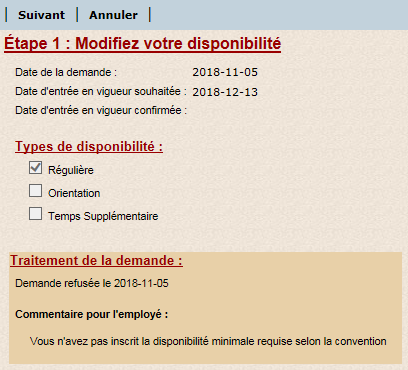 | Suivant | Annuler |
Étape 1 : Modifiez votre disponibilité
Date de la demande : 2018-11-05
Date d'entrée en vigueur souhaitée : 2018-12-13
Date d'entrée en vigueur confirmée :
Types de disponibilité :
Régulière
Orientation
Temps Supplémentaire
Traitement de la demande :
Demande refusée le 2018-11-05
Commentaire pour l'employé :
Vous n'avez pas inscrit la disponibilité minimale requise selon la convention